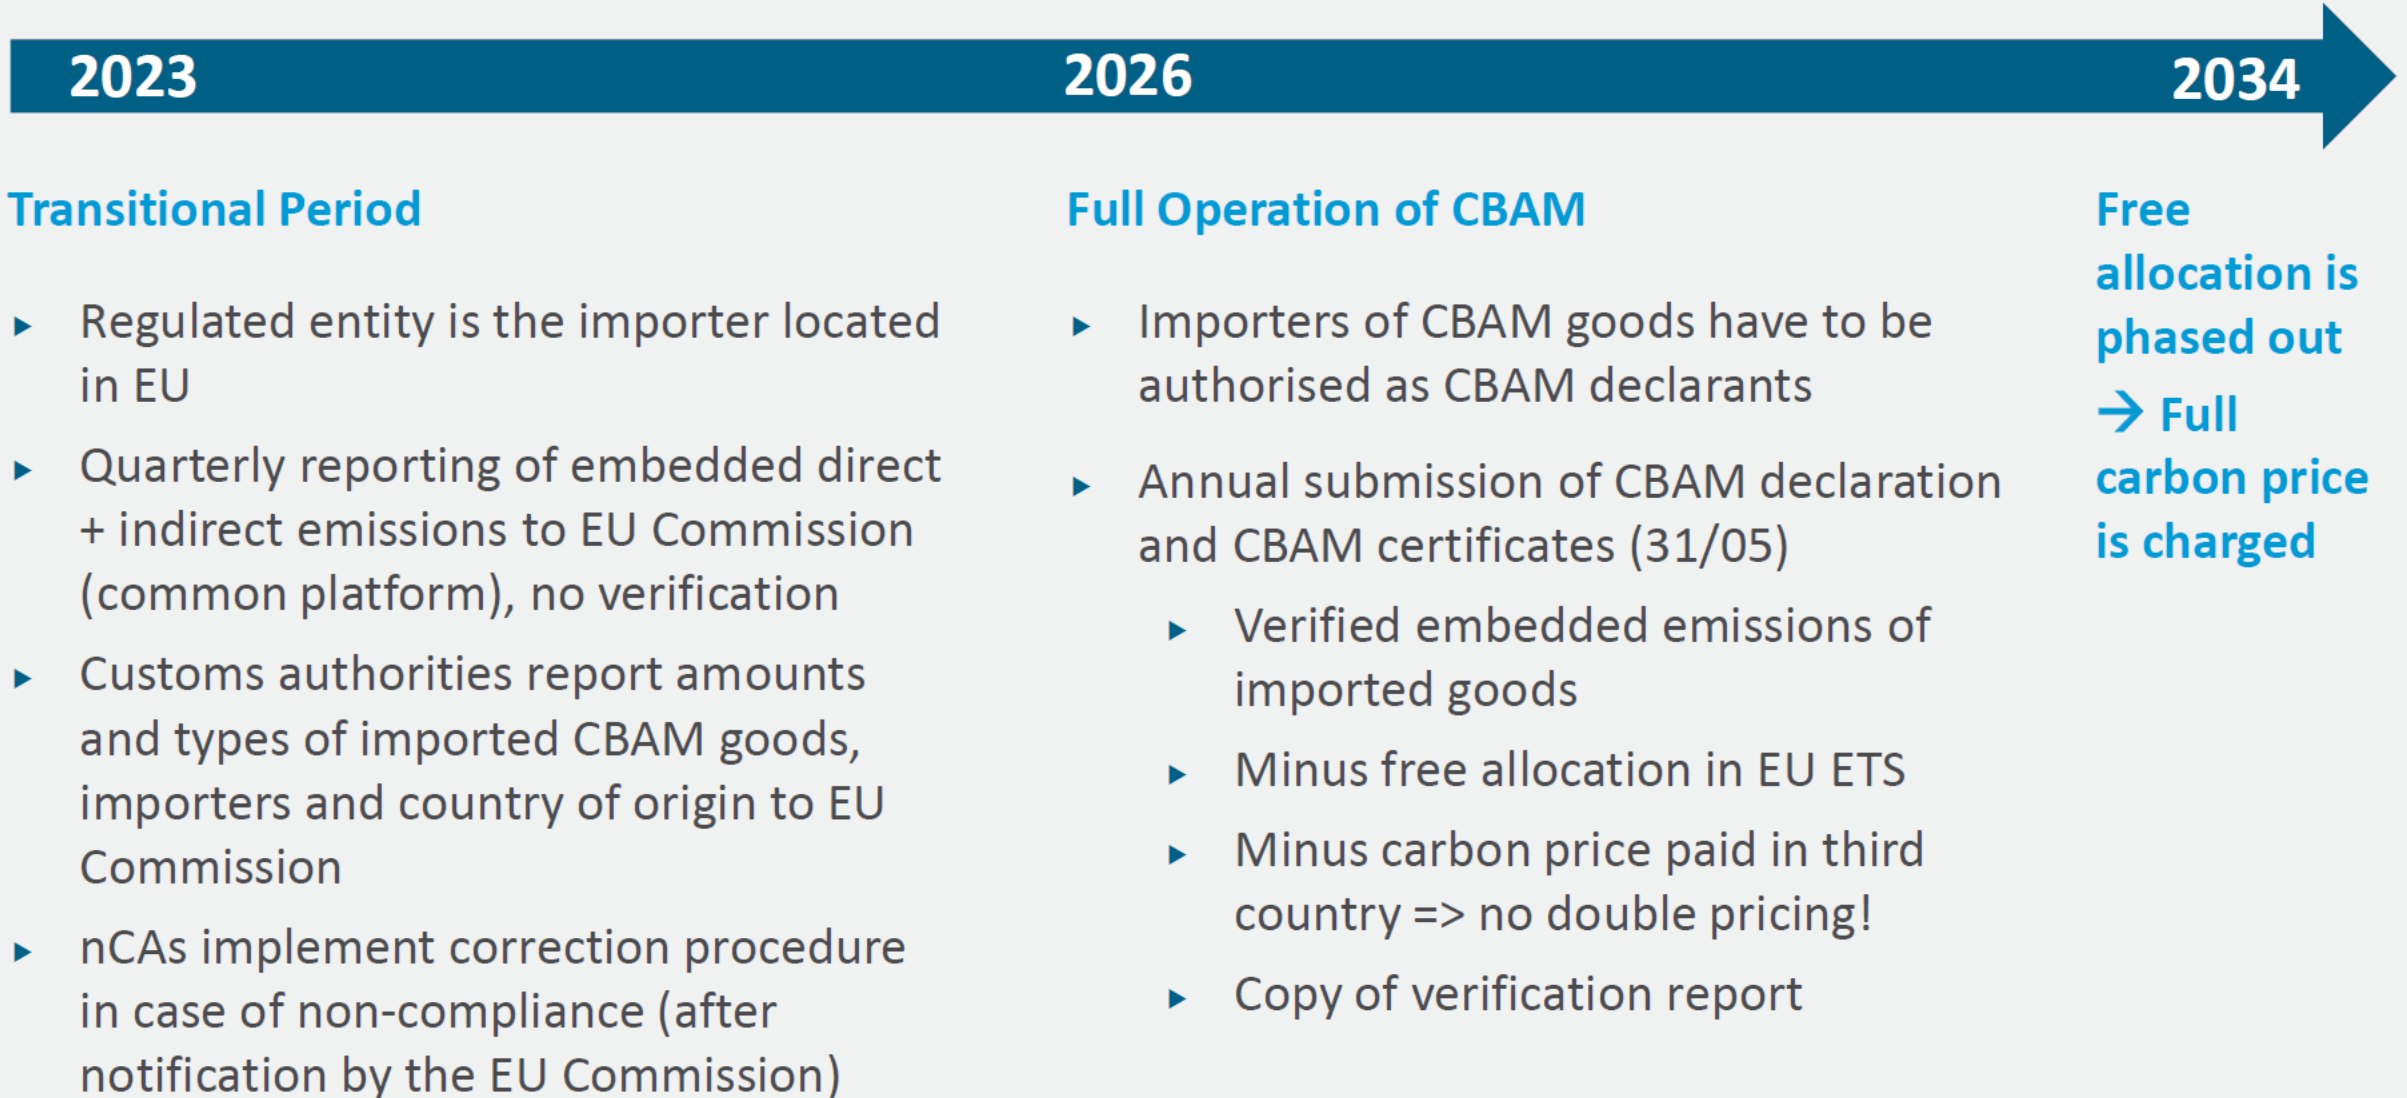 2023
2026
2034
Transitional Period
▸ Regulated entity is the importer located
in EU
▸ Quarterly reporting of embedded direct
+ indirect emissions to EU Commission
(common platform), no verification
▸ Customs authorities report amounts
and types of imported CBAM goods,
importers and country of origin to EU
Commission
▸ nCAs implement correction procedure
in case of non-compliance (after
notification by the EU Commission)
Full Operation of CBAM
▸ Importers of CBAM goods have to be
authorised as CBAM declarants
▸ Annual submission of CBAM declaration
and CBAM certificates (31/05)
▸ Verified embedded emissions of
imported goods
▸ Minus free allocation in EU ETS
▸ Minus carbon price paid in third
country => no double pricing!
▸ Copy of verification report
Free
allocation is
phased out
→ Full
carbon price
is charged